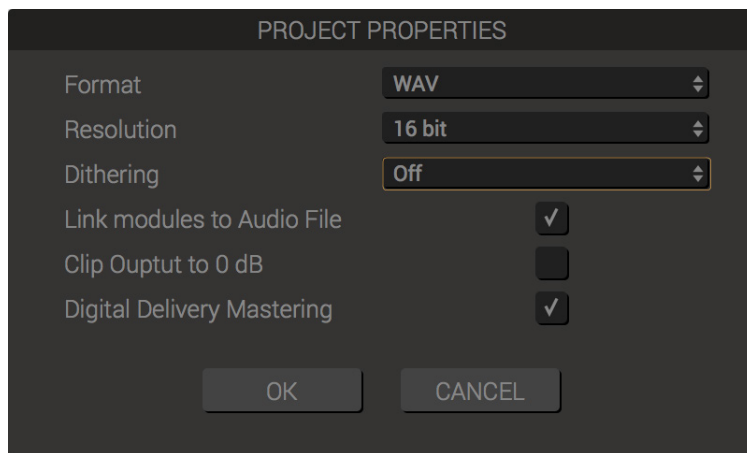 PROJECT PROPERTIES
Format WAV
Resolution 16 bit
Dithering Off
Link modules to Audio File
Clip Ouptut to 0 dB
Digital Delivery Mastering
OK CANCEL